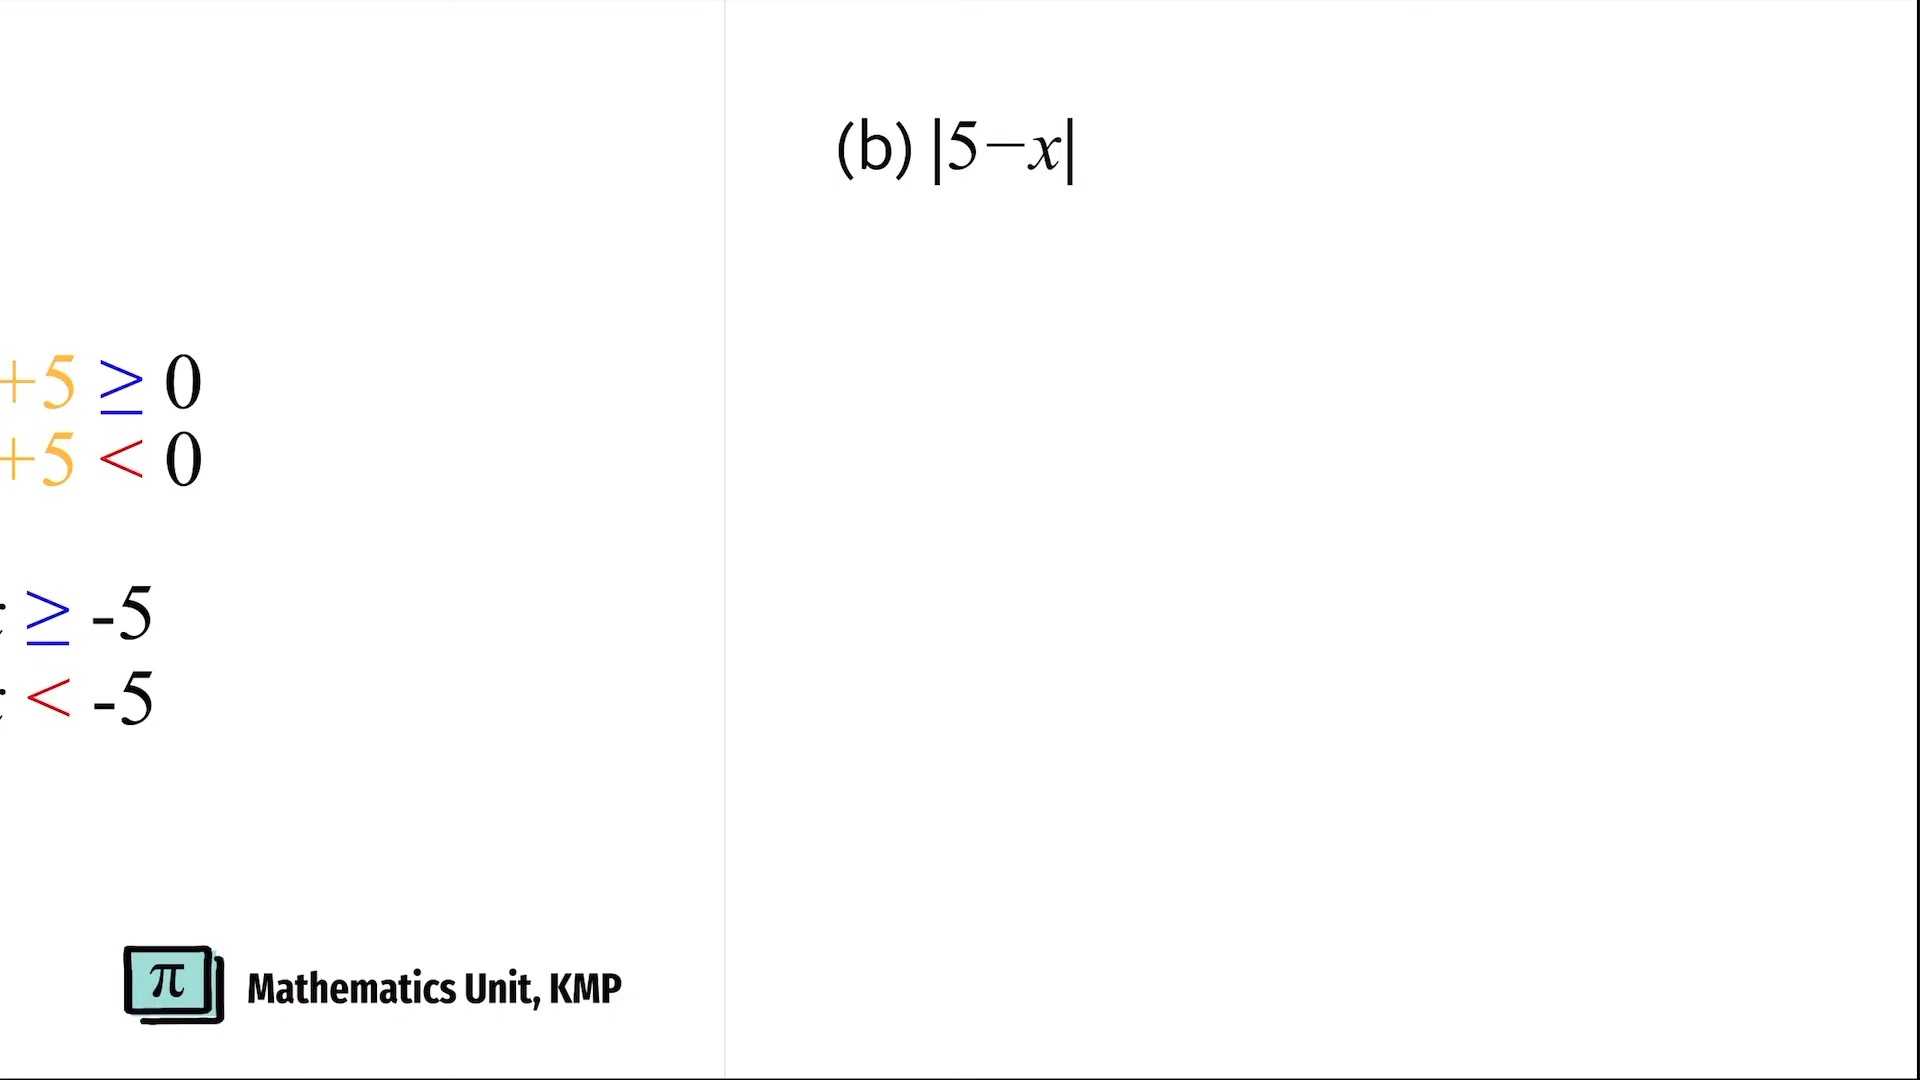 (b) |5−x|
+5 ≥ 0
+5 < 0
≥ -5
< -5
π
Mathematics Unit, KMP